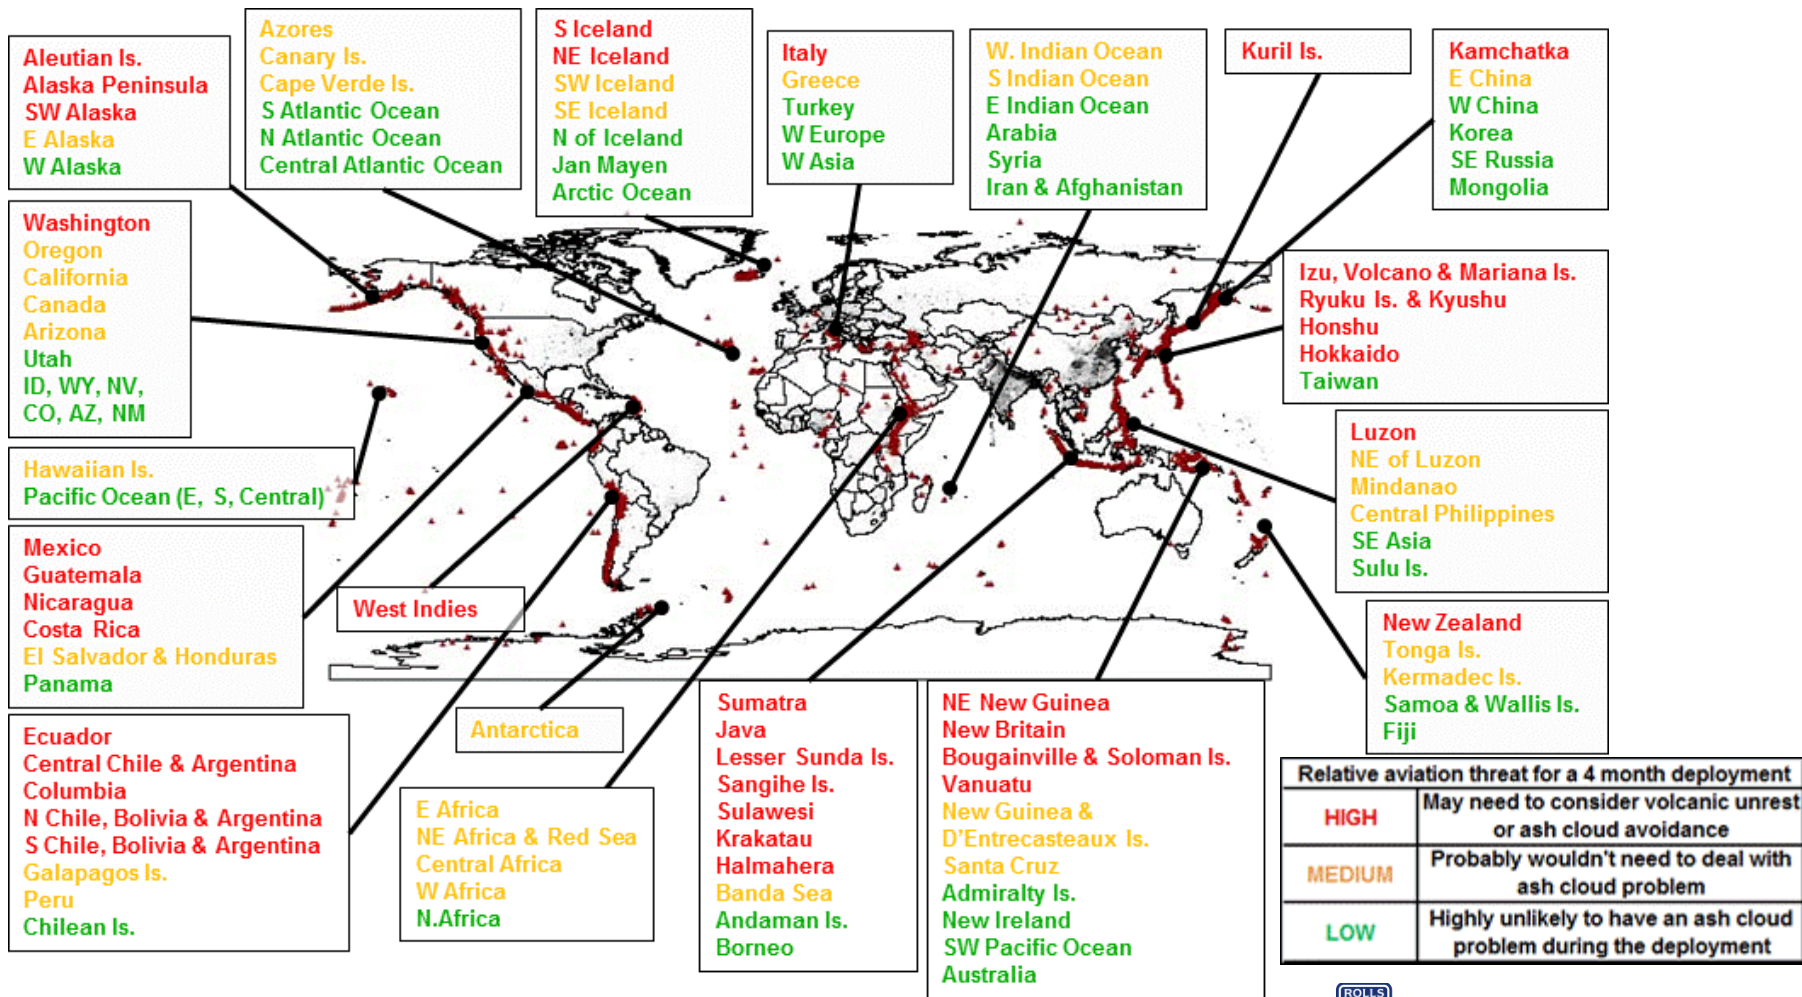 Aleutian Is.
Alaska Peninsula
SW Alaska
E Alaska
W Alaska
Azores
Canary Is.
Cape Verde Is.
S Atlantic Ocean
N Atlantic Ocean
Central Atlantic Ocean
S Iceland
NE Iceland
SW Iceland
SE Iceland
N of Iceland
Jan Mayen
Arctic Ocean
Italy
Greece
Turkey
W Europe
W Asia
W. Indian Ocean
S Indian Ocean
E Indian Ocean
Arabia
Syria
Iran & Afghanistan
Kuril Is.
Kamchatka
E China
W China
Korea
SE Russia
Mongolia
Washington
Oregon
California
Canada
Arizona
Utah
ID, WY, NV,
CO, AZ, NM
Izu, Volcano & Mariana Is.
Ryuku Is. & Kyushu
Honshu
Hokkaido
Taiwan
Hawaiian Is.
Pacific Ocean (E, S, Central)
Luzon
NE of Luzon
Mindanao
Central Philippines
SE Asia
Sulu Is.
Mexico
Guatemala
Nicaragua
Costa Rica
El Salvador & Honduras
Panama
West Indies
New Zealand
Tonga Is.
Kermadec Is.
Samoa & Wallis Is.
Fiji
Ecuador
Central Chile & Argentina
Columbia
N Chile, Bolivia & Argentina
S Chile, Bolivia & Argentina
Galapagos Is.
Peru
Chilean Is.
Antarctica
E Africa
NE Africa & Red Sea
Central Africa
W Africa
N.Africa
Sumatra
Java
Lesser Sunda Is.
Sangihe Is.
Sulawesi
Krakatau
Halmahera
Banda Sea
Andaman Is.
Borneo
NE New Guinea
New Britain
Bougainville & Soloman Is.
Vanuatu
New Guinea &
D'Entrecasteaux Is.
Santa Cruz
Admiralty Is.
New Ireland
SW Pacific Ocean
Australia
Relative aviation threat for a 4 month deployment
HIGH
May need to consider volcanic unrest
or ash cloud avoidance
MEDIUM
Probably wouldn't need to deal with
ash cloud problem
LOW
Highly unlikely to have an ash cloud
problem during the deployment
ROLLS